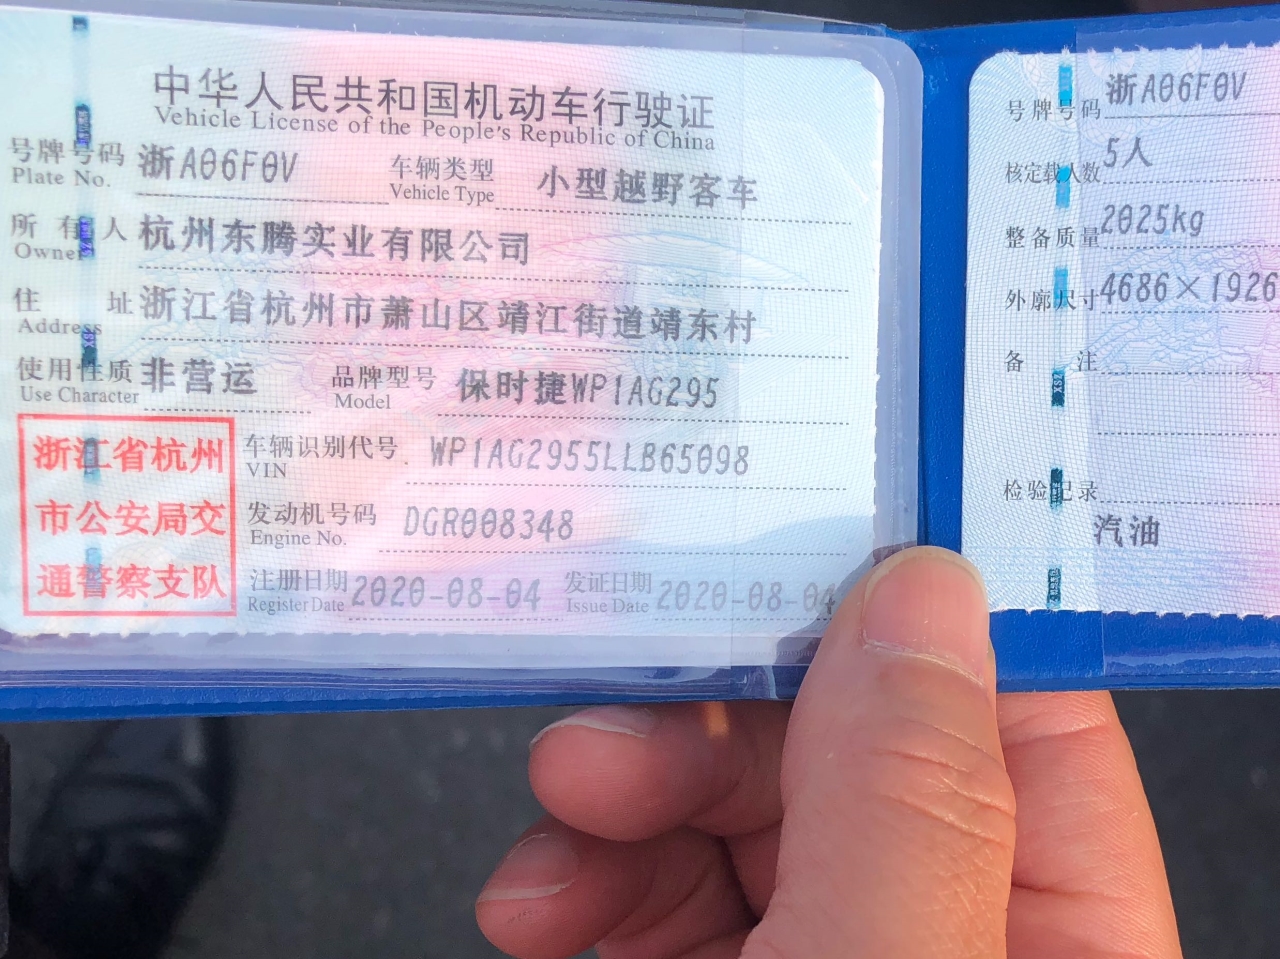 中华人民共和国机动车行驶证
Vehicle License of the People's Republic of China
号牌号码 浙A06F0V 车辆类型 小型越野客车
Plate No. Vehicle Type
所有人 杭州东腾实业有限公司
Owner
住址 浙江省杭州市萧山区靖江街道靖东村
Address
使用性质 非营运 品牌型号 保时捷WP1AG295
Use Character Model
浙江省杭州
市公安局交
通警察支队
车辆识别代号 WP1AG2955LLB65098
VIN
发动机号码 DGR008348
Engine No.
注册日期 2020-08-04 发证日期 2020-08-04
Register Date Issue Date
号牌号码 浙A06F0V
核定载人数 5人
整备质量 2025kg
外廓尺寸 4686×1926
备注
检验记录
汽油